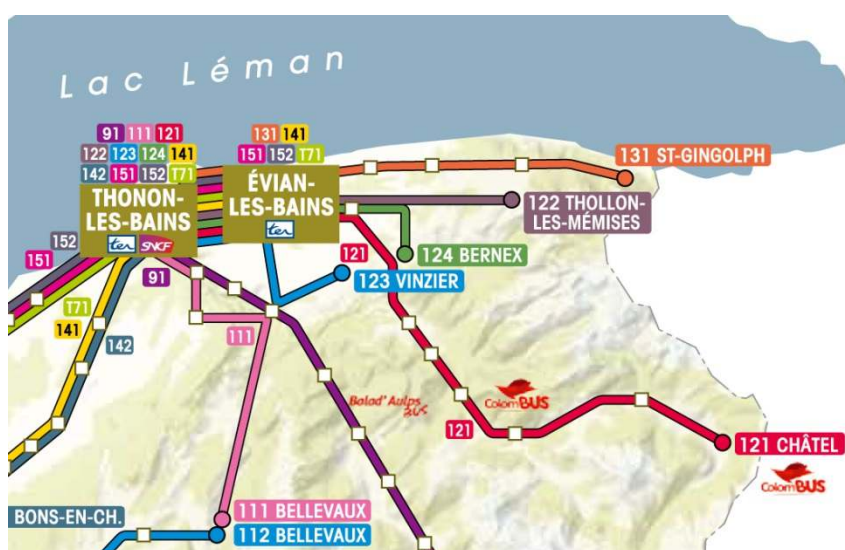 Lac Léman
91 111 121
122 123 124 141
142 151 152 T71
THONON-
LES-BAINS
ter SNCF
131 141
151 152 T71
ÉVIAN-
LES-BAINS
ter
131 ST-GINGOLPH
122 THOLLON-
LES-MÉMISES
124 BERNEX
121
123 VINZIER
152
151
91
T71
141
142
111
Balad'Aulps
BUS
ColomBUS
121
121 CHÂTEL
ColomBUS
111 BELLEVAUX
BONS-EN-CH.
112 BELLEVAUX